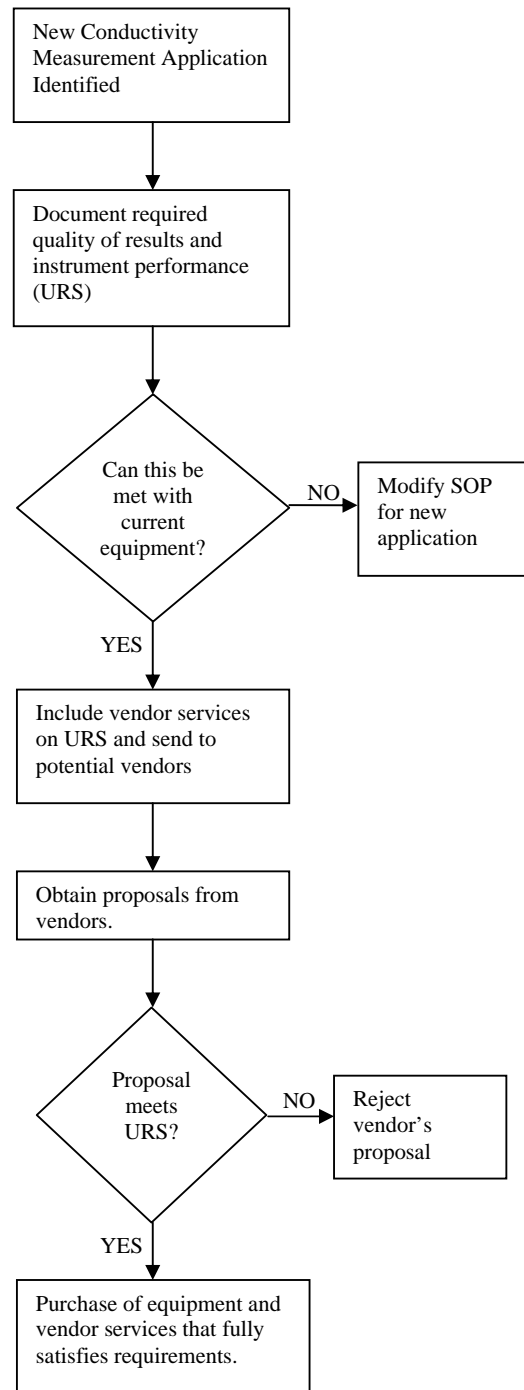 New Conductivity
Measurement Application
Identified
Document required
quality of results and
instrument performance
(URS)
Can this be
met with
current
equipment?
NO
Modify SOP
for new
application
YES
Include vendor services
on URS and send to
potential vendors
Obtain proposals from
vendors.
Proposal
meets
URS?
NO
Reject
vendor’s
proposal
YES
Purchase of equipment and
vendor services that fully
satisfies requirements.